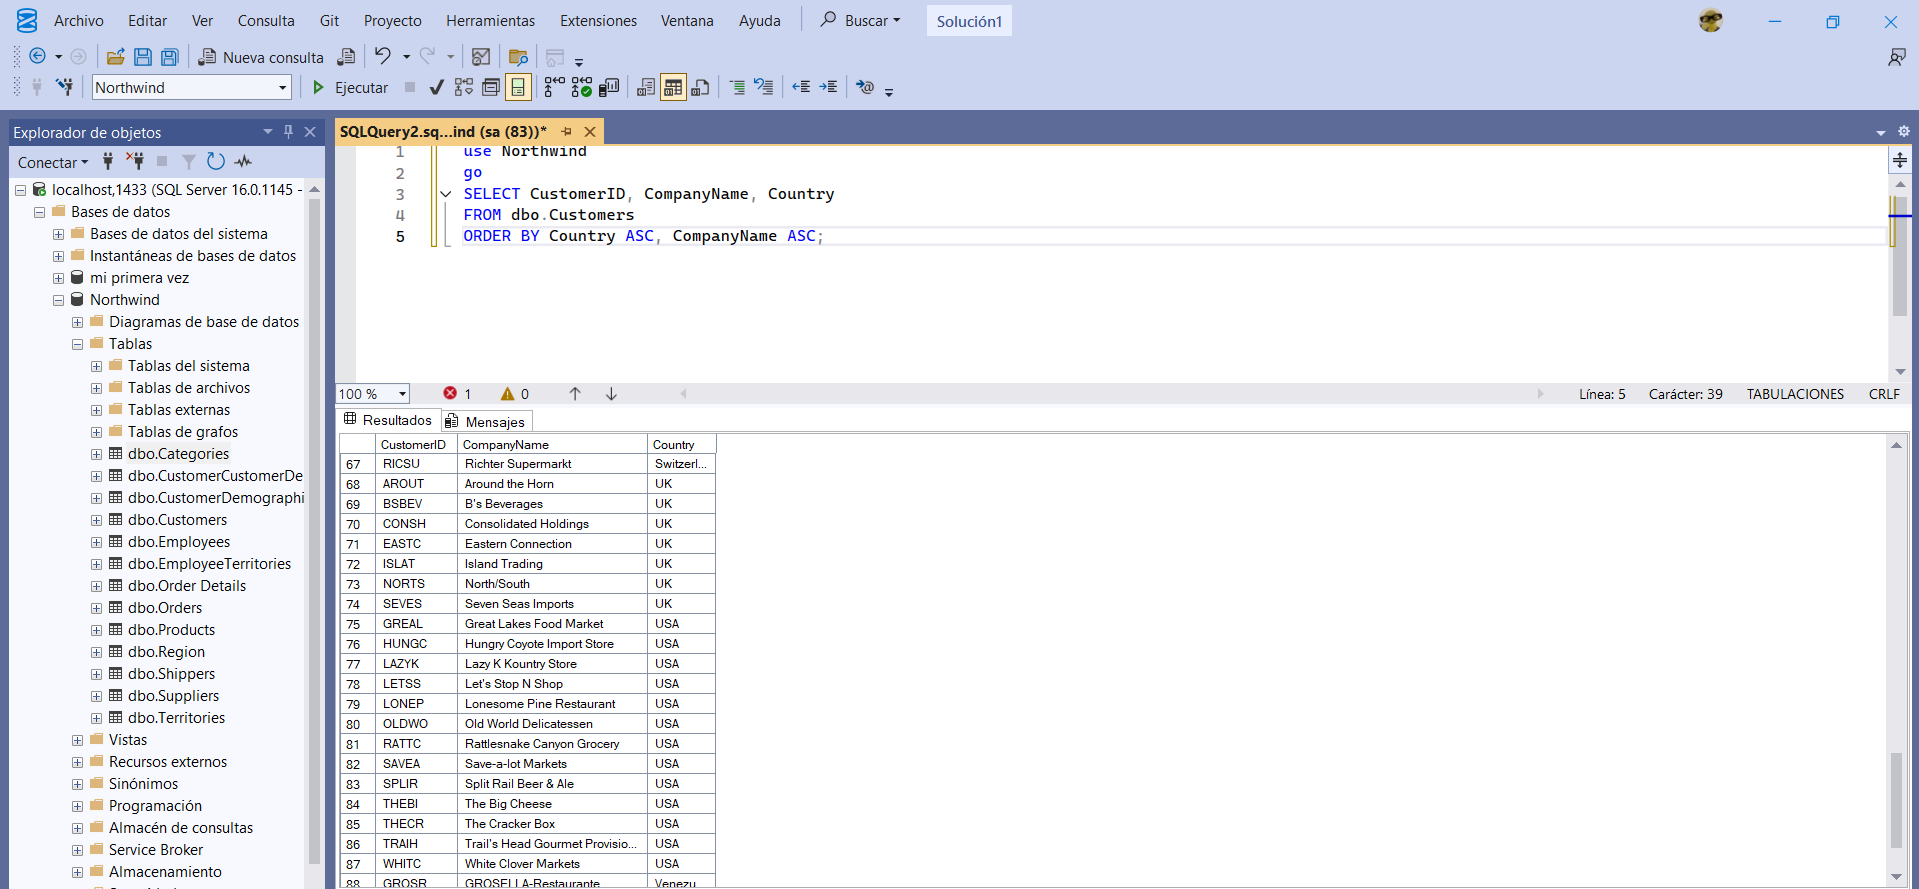 Archivo Editar Ver Consulta Git Proyecto Herramientas Extensiones Ventana Ayuda Buscar Solución1
Nueva consulta
Northwind Ejecutar
Explorador de objetos
Conectar
localhost,1433 (SQL Server 16.0.1145 -
Bases de datos
Bases de datos del sistema
Instantáneas de bases de datos
mi primera vez
Northwind
Diagramas de base de datos
Tablas
Tablas del sistema
Tablas de archivos
Tablas externas
Tablas de grafos
dbo.Categories
dbo.CustomerCustomerDe
dbo.CustomerDemographi
dbo.Customers
dbo.Employees
dbo.EmployeeTerritories
dbo.Order Details
dbo.Orders
dbo.Products
dbo.Region
dbo.Shippers
dbo.Suppliers
dbo.Territories
Vistas
Recursos externos
Sinónimos
Programación
Almacén de consultas
Service Broker
Almacenamiento
SQLQuery2.sq...ind (sa (83))*
1 use Northwind
2 go
3 SELECT CustomerID, CompanyName, Country
4 FROM dbo.Customers
5 ORDER BY Country ASC, CompanyName ASC;
100 % 1 0 Línea: 5 Carácter: 39 TABULACIONES CRLF
Resultados Mensajes
CustomerID CompanyName Country
67 RICSU Richter Supermarkt Switzerl...
68 AROUT Around the Horn UK
69 BSBEV B's Beverages UK
70 CONSH Consolidated Holdings UK
71 EASTC Eastern Connection UK
72 ISLAT Island Trading UK
73 NORTS North/South UK
74 SEVES Seven Seas Imports UK
75 GREAL Great Lakes Food Market USA
76 HUNGC Hungry Coyote Import Store USA
77 LAZYK Lazy K Kountry Store USA
78 LETSS Let's Stop N Shop USA
79 LONEP Lonesome Pine Restaurant USA
80 OLDWO Old World Delicatessen USA
81 RATTC Rattlesnake Canyon Grocery USA
82 SAVEA Save-a-lot Markets USA
83 SPLIR Split Rail Beer & Ale USA
84 THEBI The Big Cheese USA
85 THECR The Cracker Box USA
86 TRAIH Trail's Head Gourmet Provisio... USA
87 WHITC White Clover Markets USA
88 GROSR GROSELLA-Restaurante Venezu